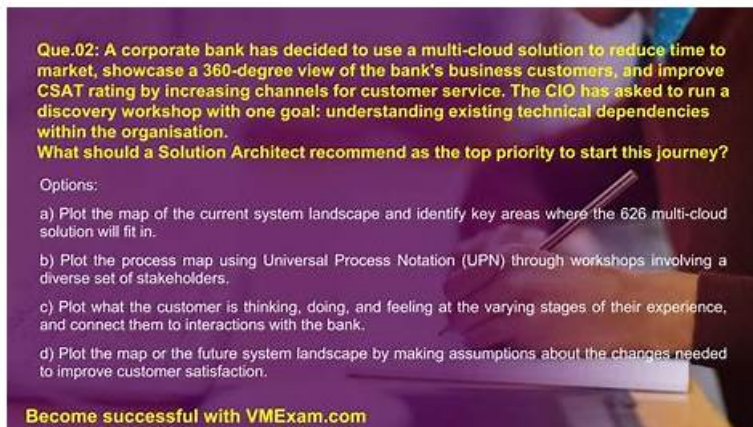 Que.02: A corporate bank has decided to use a multi-cloud solution to reduce time to
market, showcase a 360-degree view of the bank's business customers, and improve
CSAT rating by increasing channels for customer service. The CIO has asked to run a
discovery workshop with one goal: understanding existing technical dependencies
within the organisation.
What should a Solution Architect recommend as the top priority to start this journey?
Options:
a) Plot the map of the current system landscape and identify key areas where the 626 multi-cloud
solution will fit in.
b) Plot the process map using Universal Process Notation (UPN) through workshops involving a
diverse set of stakeholders.
c) Plot what the customer is thinking, doing, and feeling at the varying stages of their experience,
and connect them to interactions with the bank.
d) Plot the map or the future system landscape by making assumptions about the changes needed
to improve customer satisfaction.
Become successful with VMExam.com